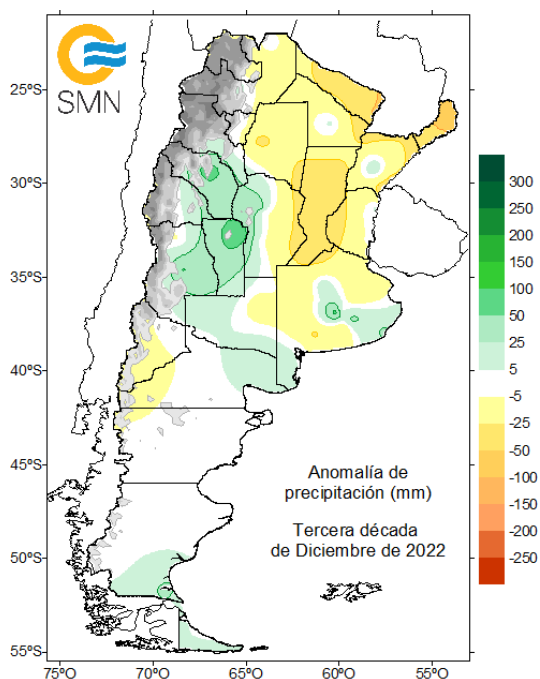 SMN
25ºS
30ºS
35ºS
40ºS
45ºS
50ºS
55ºS
75ºO
70ºO
65ºO
60ºO
55ºO
300
250
200
150
100
50
25
5
-5
-25
-50
-100
-150
-200
-250
Anomalía de
precipitación (mm)
Tercera década
de Diciembre de 2022